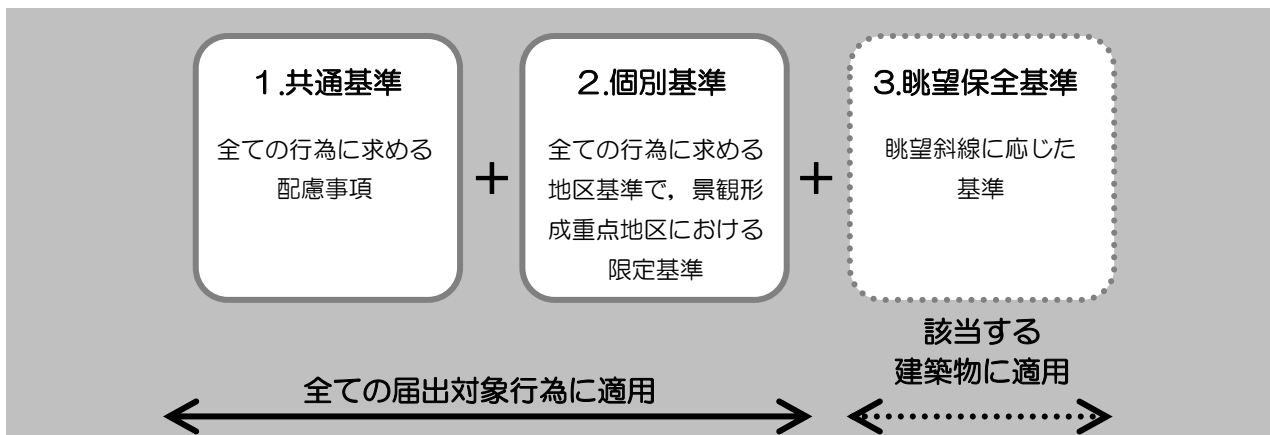 1.共通基準
全ての行為に求める
配慮事項
+
2.個別基準
全ての行為に求める
地区基準で，景観形
成重点地区における
限定基準
+
3.眺望保全基準
眺望斜線に応じた
基準
全ての届出対象行為に適用
該当する
建築物に適用